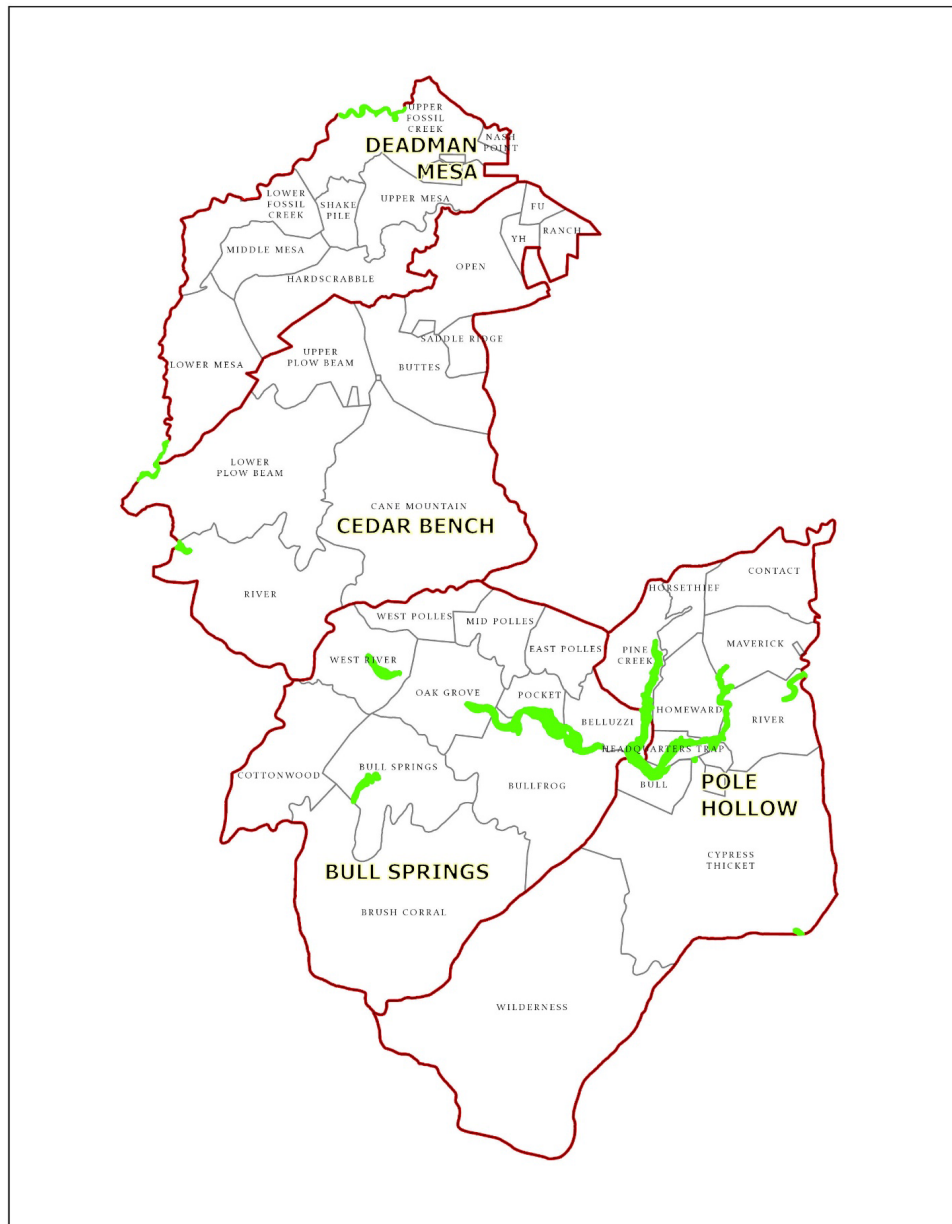 UPPER
FOSSIL
CREEK
DEADMAN
MESA
NASH
POINT
LOWER
FOSSIL
CREEK
SHAKE
PILE
UPPER MESA
FU
YH
RANCH
MIDDLE MESA
OPEN
HARDSCRABBLE
SADDLE RIDGE
LOWER MESA
UPPER
PLOW BEAM
BUTTES
LOWER
PLOW BEAM
CANE MOUNTAIN
CEDAR BENCH
RIVER
CONTACT
HORSETHIEF
WEST POLLES
MID POLLES
EAST POLLES
PINE
CREEK
MAVERICK
WEST RIVER
OAK GROVE
POCKET
BELLUZZI
HOMEWARD
RIVER
HEADQUARTERS TRAP
COTTONWOOD
BULL SPRINGS
BULLFROG
BULL
POLE
HOLLOW
CYPRESS
THICKET
BULL SPRINGS
BRUSH CORRAL
WILDERNESS